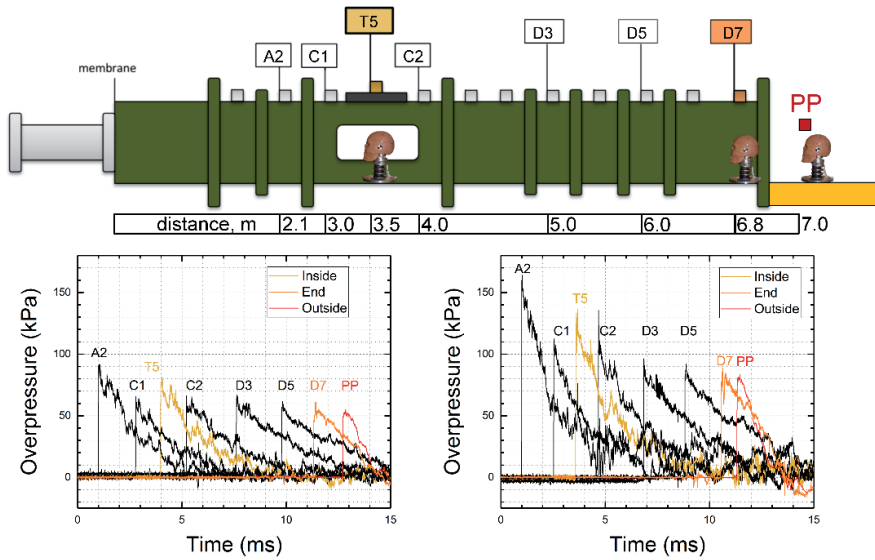 T5
A2 C1 C2 D3 D5 D7
membrane
PP
distance, m 2.1 3.0 3.5 4.0 5.0 6.0 6.8 7.0
Overpressure (kPa)
150
100
50
0
Inside
End
Outside
A2 C1 T5 C2 D3 D5 D7 PP
0 5 10 15
Time (ms)
Overpressure (kPa)
150
100
50
0
Inside
End
Outside
A2 C1 T5 C2 D3 D5 D7 PP
0 5 10 15
Time (ms)